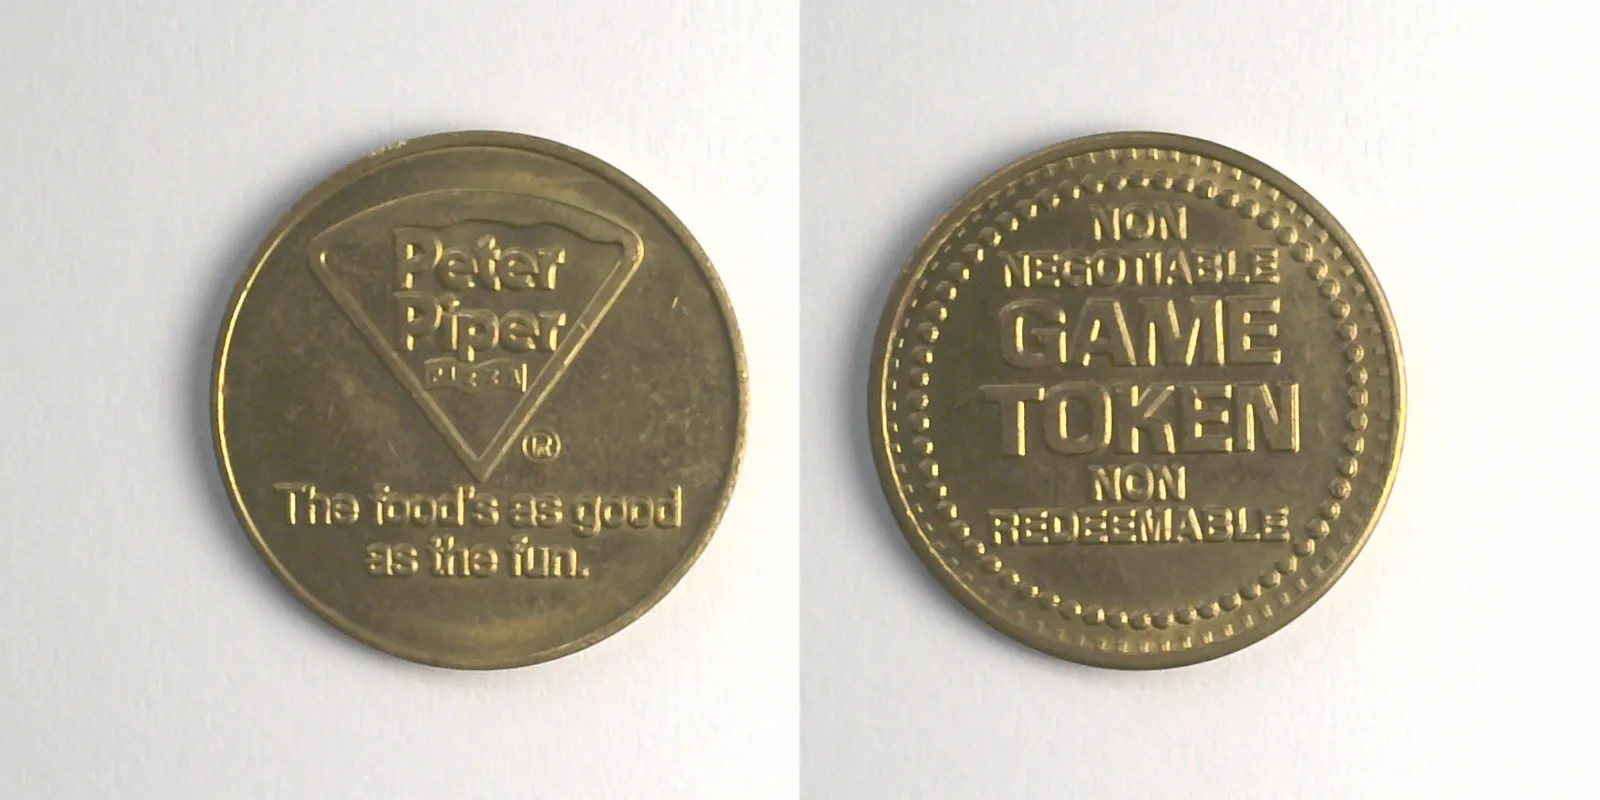 Peter
Piper
PIZZA
®
The food's as good
as the fun.
NON
NEGOTIABLE
GAME
TOKEN
NON
REDEEMABLE